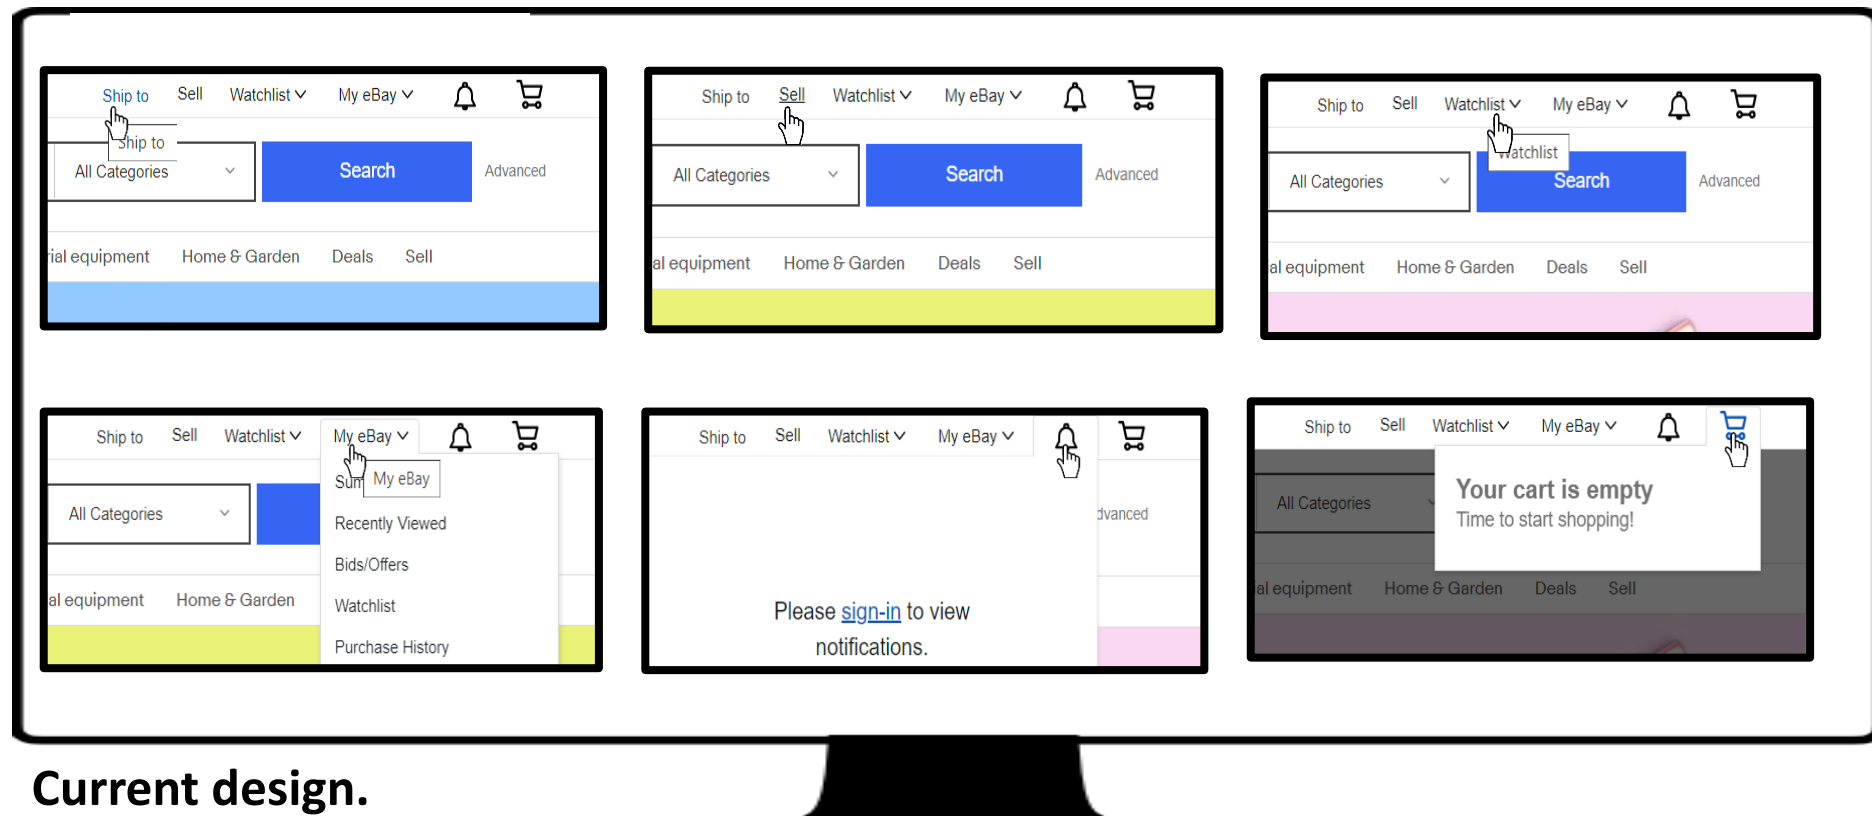 Ship to Sell Watchlist My eBay
Ship to
All Categories Search Advanced
rial equipment Home & Garden Deals Sell
Ship to Sell Watchlist My eBay
All Categories Search Advanced
al equipment Home & Garden Deals Sell
Ship to Sell Watchlist My eBay
Watchlist
All Categories Search Advanced
al equipment Home & Garden Deals Sell
Ship to Sell Watchlist My eBay
Sum My eBay
All Categories
Recently Viewed
Bids/Offers
al equipment Home & Garden
Watchlist
Purchase History
Ship to Sell Watchlist My eBay
dvanced
Please sign-in to view
notifications.
Ship to Sell Watchlist My eBay
Your cart is empty
All Categories
Time to start shopping!
ial equipment Home & Garden Deals Sell
Current design.